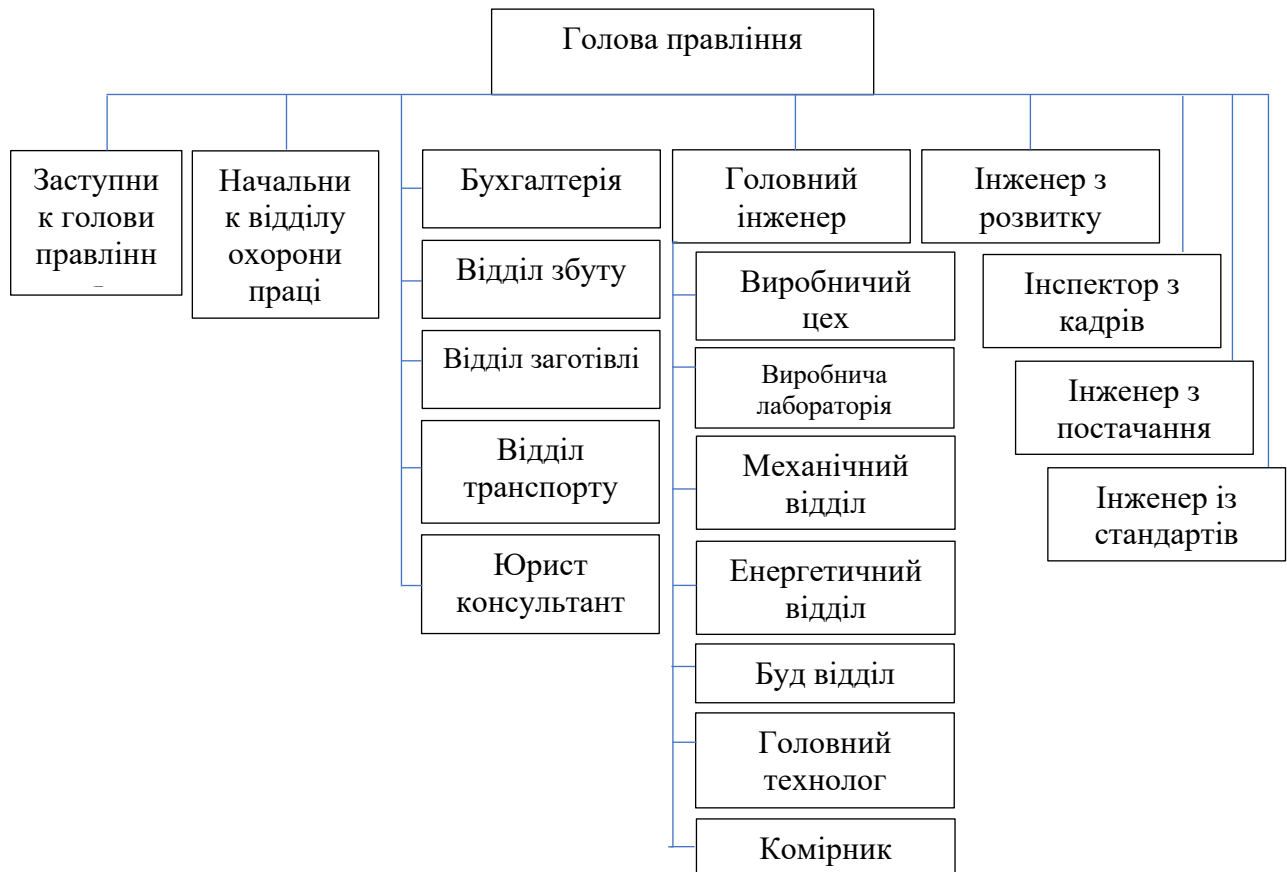 Голова правління
Заступни
к голови
правлінн
Начальни
к відділу
охорони
праці
Бухгалтерія
Відділ збуту
Відділ заготівлі
Відділ
транспорту
Юрист
консультант
Головний
інженер
Виробничий
цех
Виробнича
лабораторія
Механічний
відділ
Енергетичний
відділ
Буд відділ
Головний
технолог
Комірник
Інженер з
розвитку
Інспектор з
кадрів
Інженер з
постачання
Інженер із
стандартів